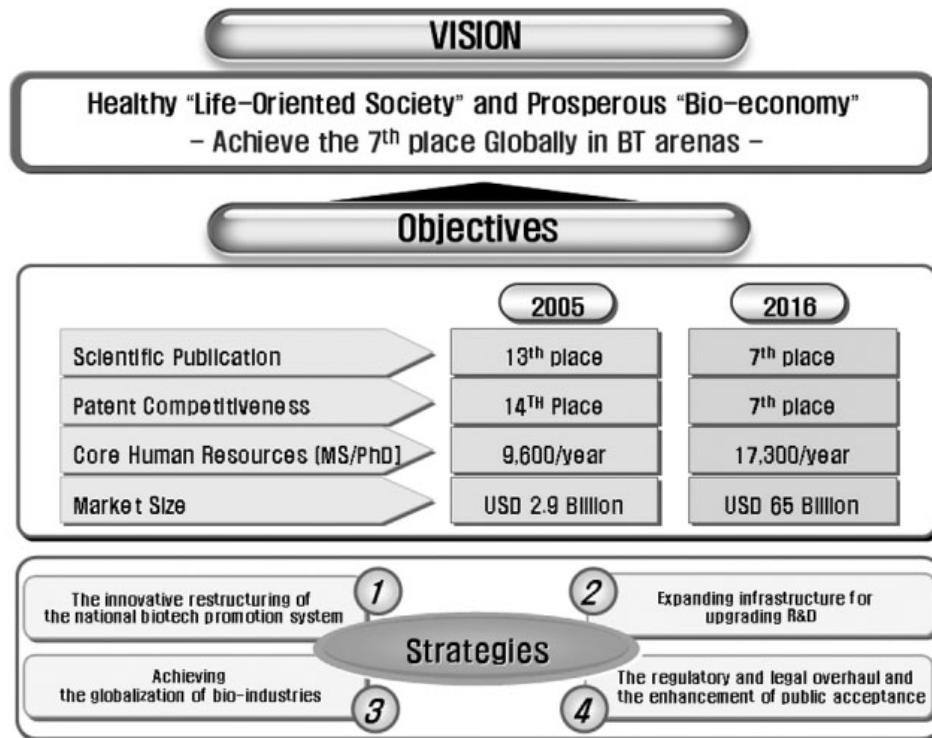 VISION
Healthy “Life-Oriented Society” and Prosperous “Bio-economy”
- Achieve the 7th place Globally in BT arenas -
Objectives
2005
2016
Scientific Publication
13th place
7th place
Patent Competitiveness
14TH Place
7th place
Core Human Resources (MS/PhD)
9,600/year
17,300/year
Market Size
USD 2.9 Billion
USD 65 Billion
1
The innovative restructuring of
the national biotech promotion system
2
Expanding infrastructure for
upgrading R&D
Strategies
Achieving
the globalization of bio-industries
3
4
The regulatory and legal overhaul and
the enhancement of public acceptance